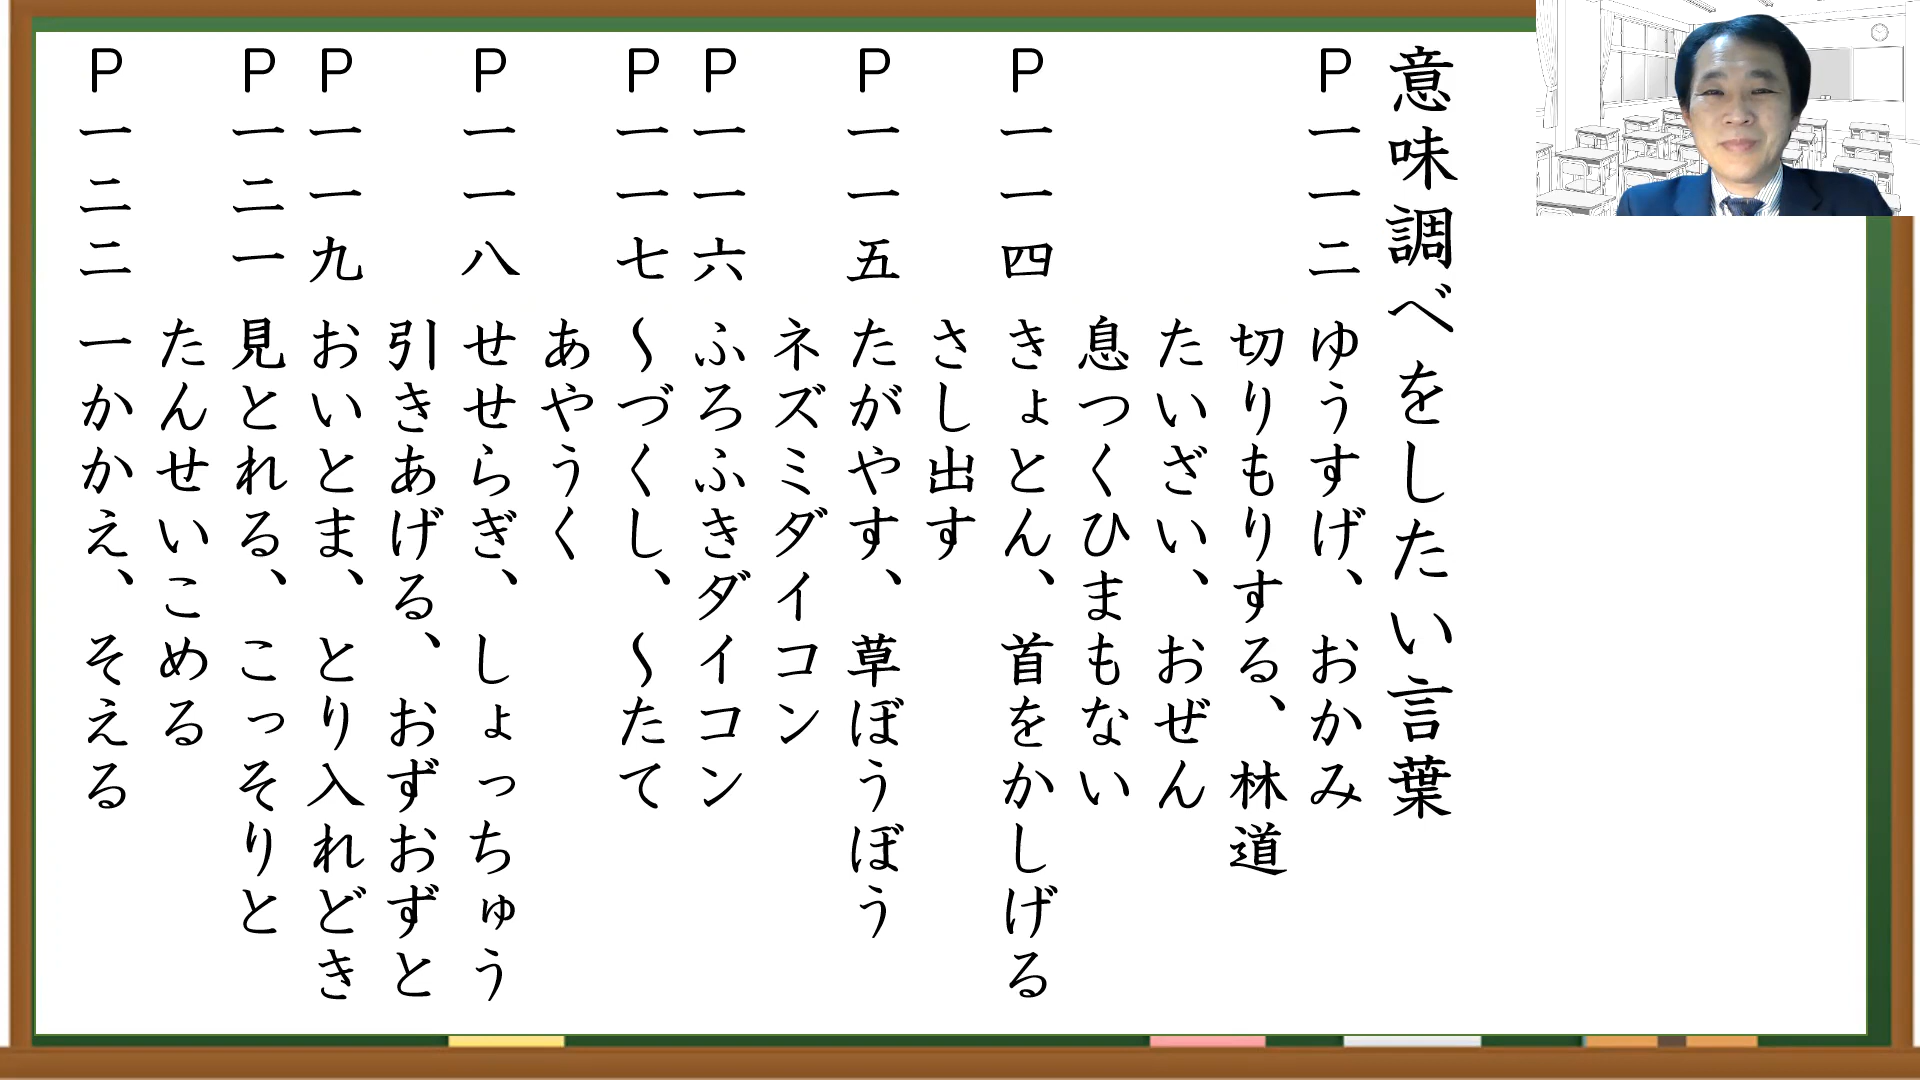 意味調べをしたい言葉
P一一二 ゆうすげ、おかみ
切りもりする、林道
たいざい、おぜん
息つくひまもない
P一一四 きょとん、首をかしげる
さし出す
P一一五 たがやす、草ぼうぼう
ネズミダイコン
P一一六 ふろふきダイコン
P一一七 〜づくし、〜たて
あやうく
P一一八 せせらぎ、しょっちゅう
引きあげる、おずおずと
P一一九 おいとま、とり入れどき
P一二一 見とれる、こっそりと
たんせいこめる
P一二二 一かかえ、そえる